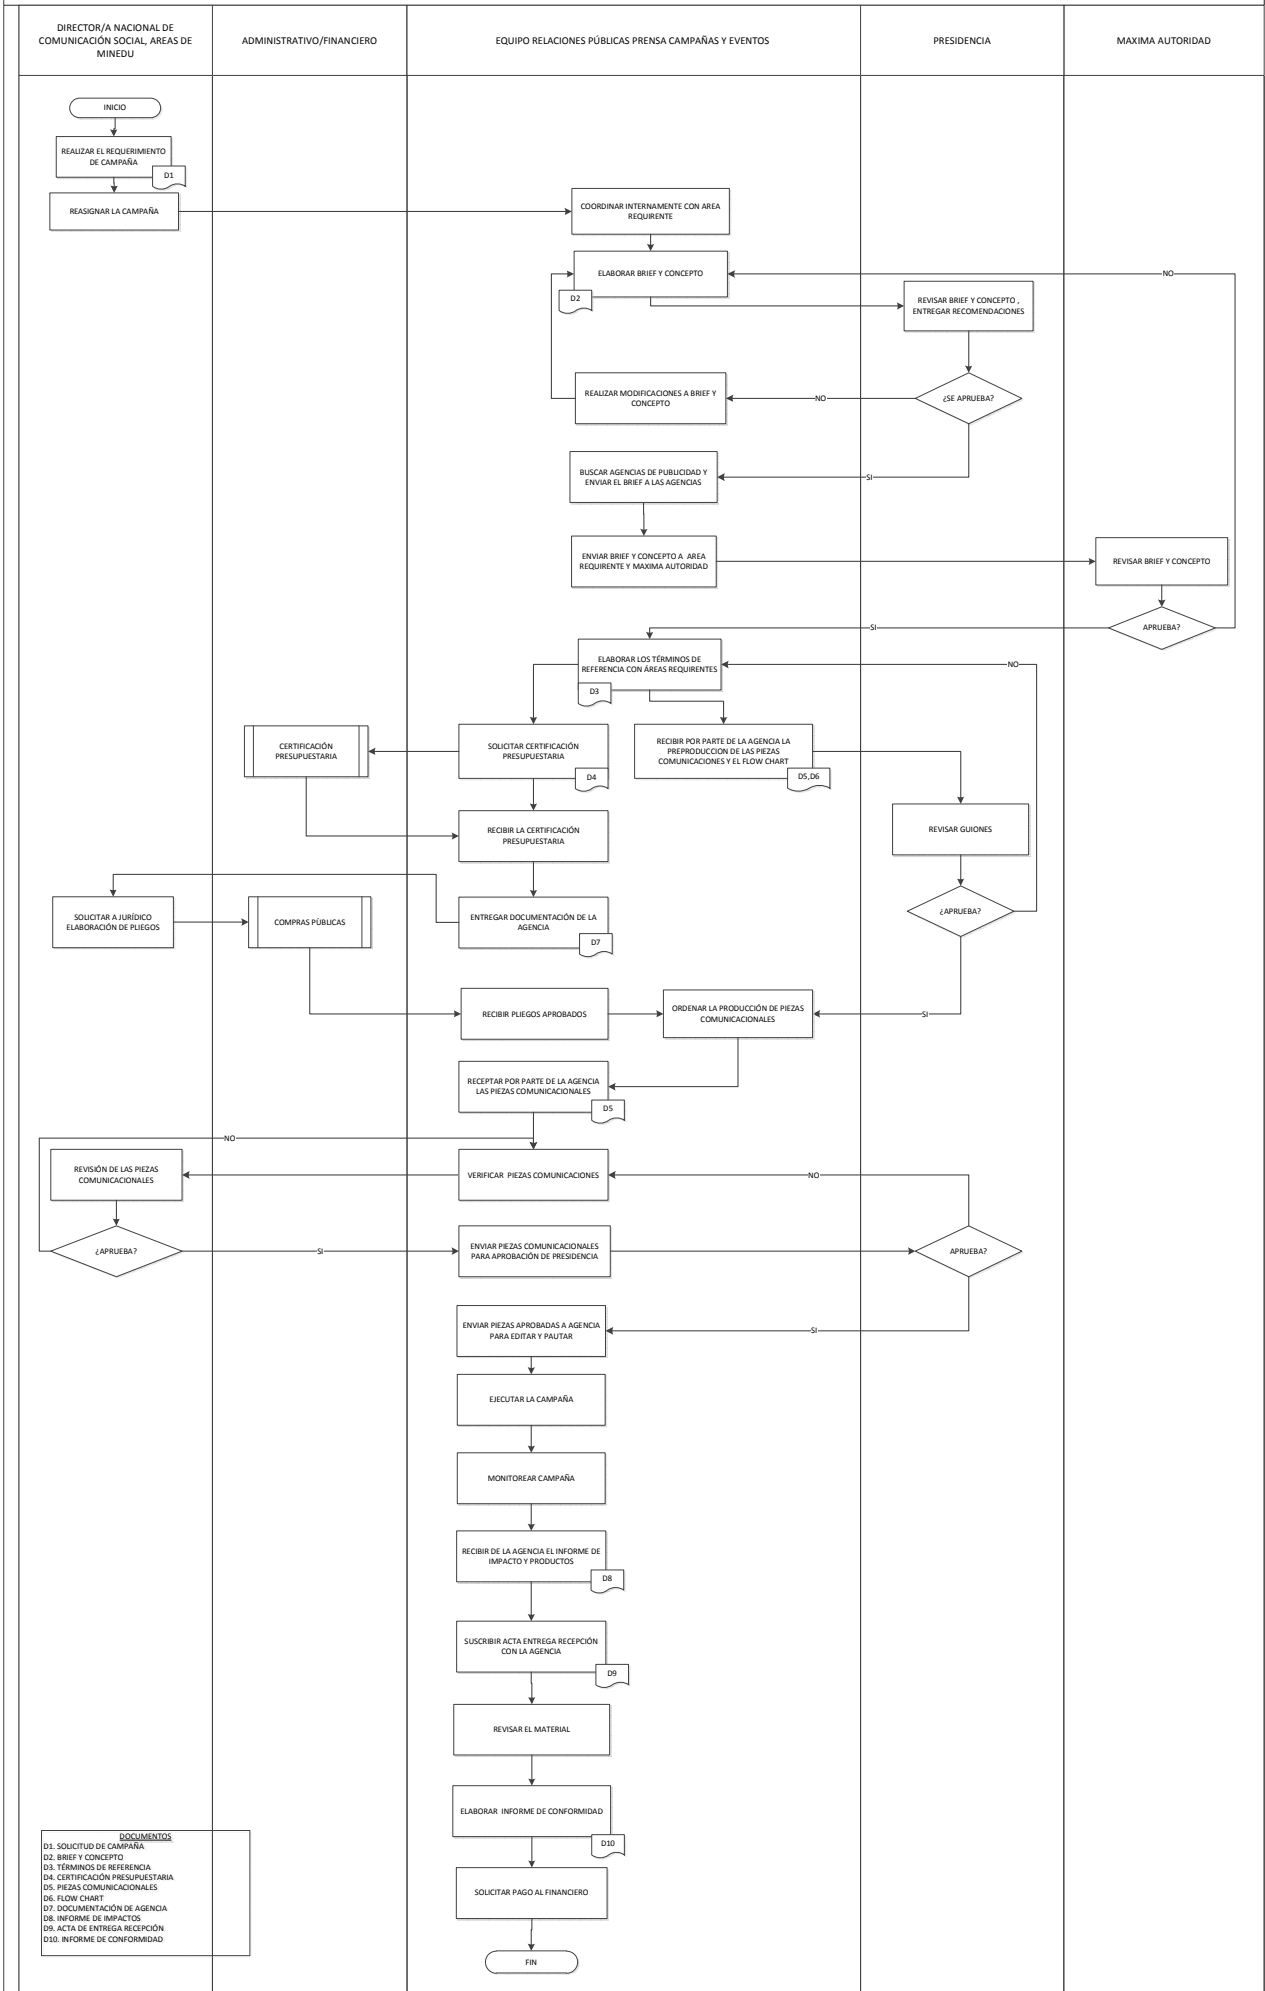 DIRECTOR/A NACIONAL DE
COMUNICACIÓN SOCIAL, AREAS DE
MINEDU
ADMINISTRATIVO/FINANCIERO
EQUIPO RELACIONES PÚBLICAS PRENSA CAMPAÑAS Y EVENTOS
PRESIDENCIA
MAXIMA AUTORIDAD
INICIO
REALIZAR EL REQUERIMIENTO
DE CAMPAÑA
D1
REASIGNAR LA CAMPAÑA
COORDINAR INTERNAMENTE CON AREA
REQUIRENTE
ELABORAR BRIEF Y CONCEPTO
NO
D2
REVISAR BRIEF Y CONCEPTO ,
ENTREGAR RECOMENDACIONES
REALIZAR MODIFICACIONES A BRIEF Y
CONCEPTO
NO
¿SE APRUEBA?
BUSCAR AGENCIAS DE PUBLICIDAD Y
ENVIAR EL BRIEF A LAS AGENCIAS
SI
ENVIAR BRIEF Y CONCEPTO A  AREA
REQUIRENTE Y MAXIMA AUTORIDAD
REVISAR BRIEF Y CONCEPTO
SI
APRUEBA?
ELABORAR LOS TÉRMINOS DE
REFERENCIA CON ÁREAS REQUIRENTES
NO
D3
CERTIFICACIÓN
PRESUPUESTARIA
SOLICITAR CERTIFICACIÓN
PRESUPUESTARIA
D4
RECIBIR POR PARTE DE LA AGENCIA LA
PREPRODUCCION DE LAS PIEZAS
COMUNICACIONES Y EL FLOW CHART
D5,D6
RECIBIR LA CERTIFICACIÓN
PRESUPUESTARIA
REVISAR GUIONES
SOLICITAR A JURÍDICO
ELABORACIÓN DE PLIEGOS
COMPRAS PÙBLICAS
ENTREGAR DOCUMENTACIÓN DE LA
AGENCIA
D7
¿APRUEBA?
RECIBIR PLIEGOS APROBADOS
ORDENAR LA PRODUCCIÓN DE PIEZAS
COMUNICACIONALES
SI
RECEPTAR POR PARTE DE LA AGENCIA
LAS PIEZAS COMUNICACIONALES
D5
NO
REVISIÓN DE LAS PIEZAS
COMUNICACIONALES
VERIFICAR  PIEZAS COMUNICACIONES
NO
¿APRUEBA?
SI
ENVIAR PIEZAS COMUNICACIONALES
PARA APROBACIÓN DE PRESIDENCIA
APRUEBA?
ENVIAR PIEZAS APROBADAS A AGENCIA
PARA EDITAR Y PAUTAR
SI
EJECUTAR LA CAMPAÑA
MONITOREAR CAMPAÑA
RECIBIR DE LA AGENCIA EL INFORME DE
IMPACTO Y PRODUCTOS
D8
SUSCRIBIR ACTA ENTREGA RECEPCIÓN
CON LA AGENCIA
D9
REVISAR EL MATERIAL
ELABORAR  INFORME DE CONFORMIDAD
D10
SOLICITAR PAGO AL FINANCIERO
FIN
DOCUMENTOS
D1. SOLICITUD DE CAMPAÑA
D2. BRIEF Y CONCEPTO
D3. TÉRMINOS DE REFERENCIA
D4. CERTIFICACIÓN PRESUPUESTARIA
D5. PIEZAS COMUNICACIONALES
D6. FLOW CHART
D7. DOCUMENTACIÓN DE AGENCIA
D8. INFORME DE IMPACTOS
D9. ACTA DE ENTREGA RECEPCIÓN
D10. INFORME DE CONFORMIDAD